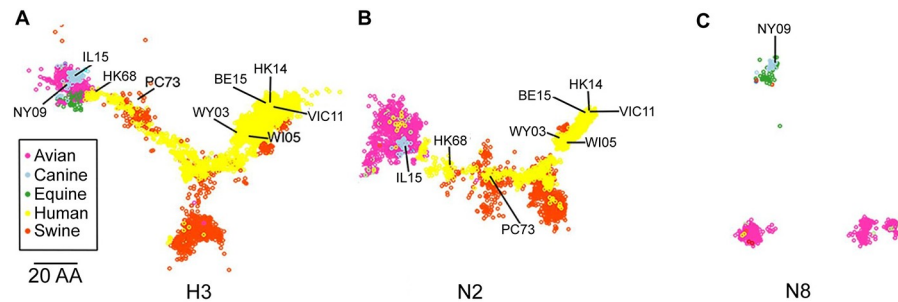 A
IL15
HK68
PC73
NY09
BE15
HK14
WY03
VIC11
WI05
Avian
Canine
Equine
Human
Swine
20 AA
H3
B
HK14
BE15
VIC11
WY03
WI05
HK68
IL15
PC73
N2
C
NY09
N8